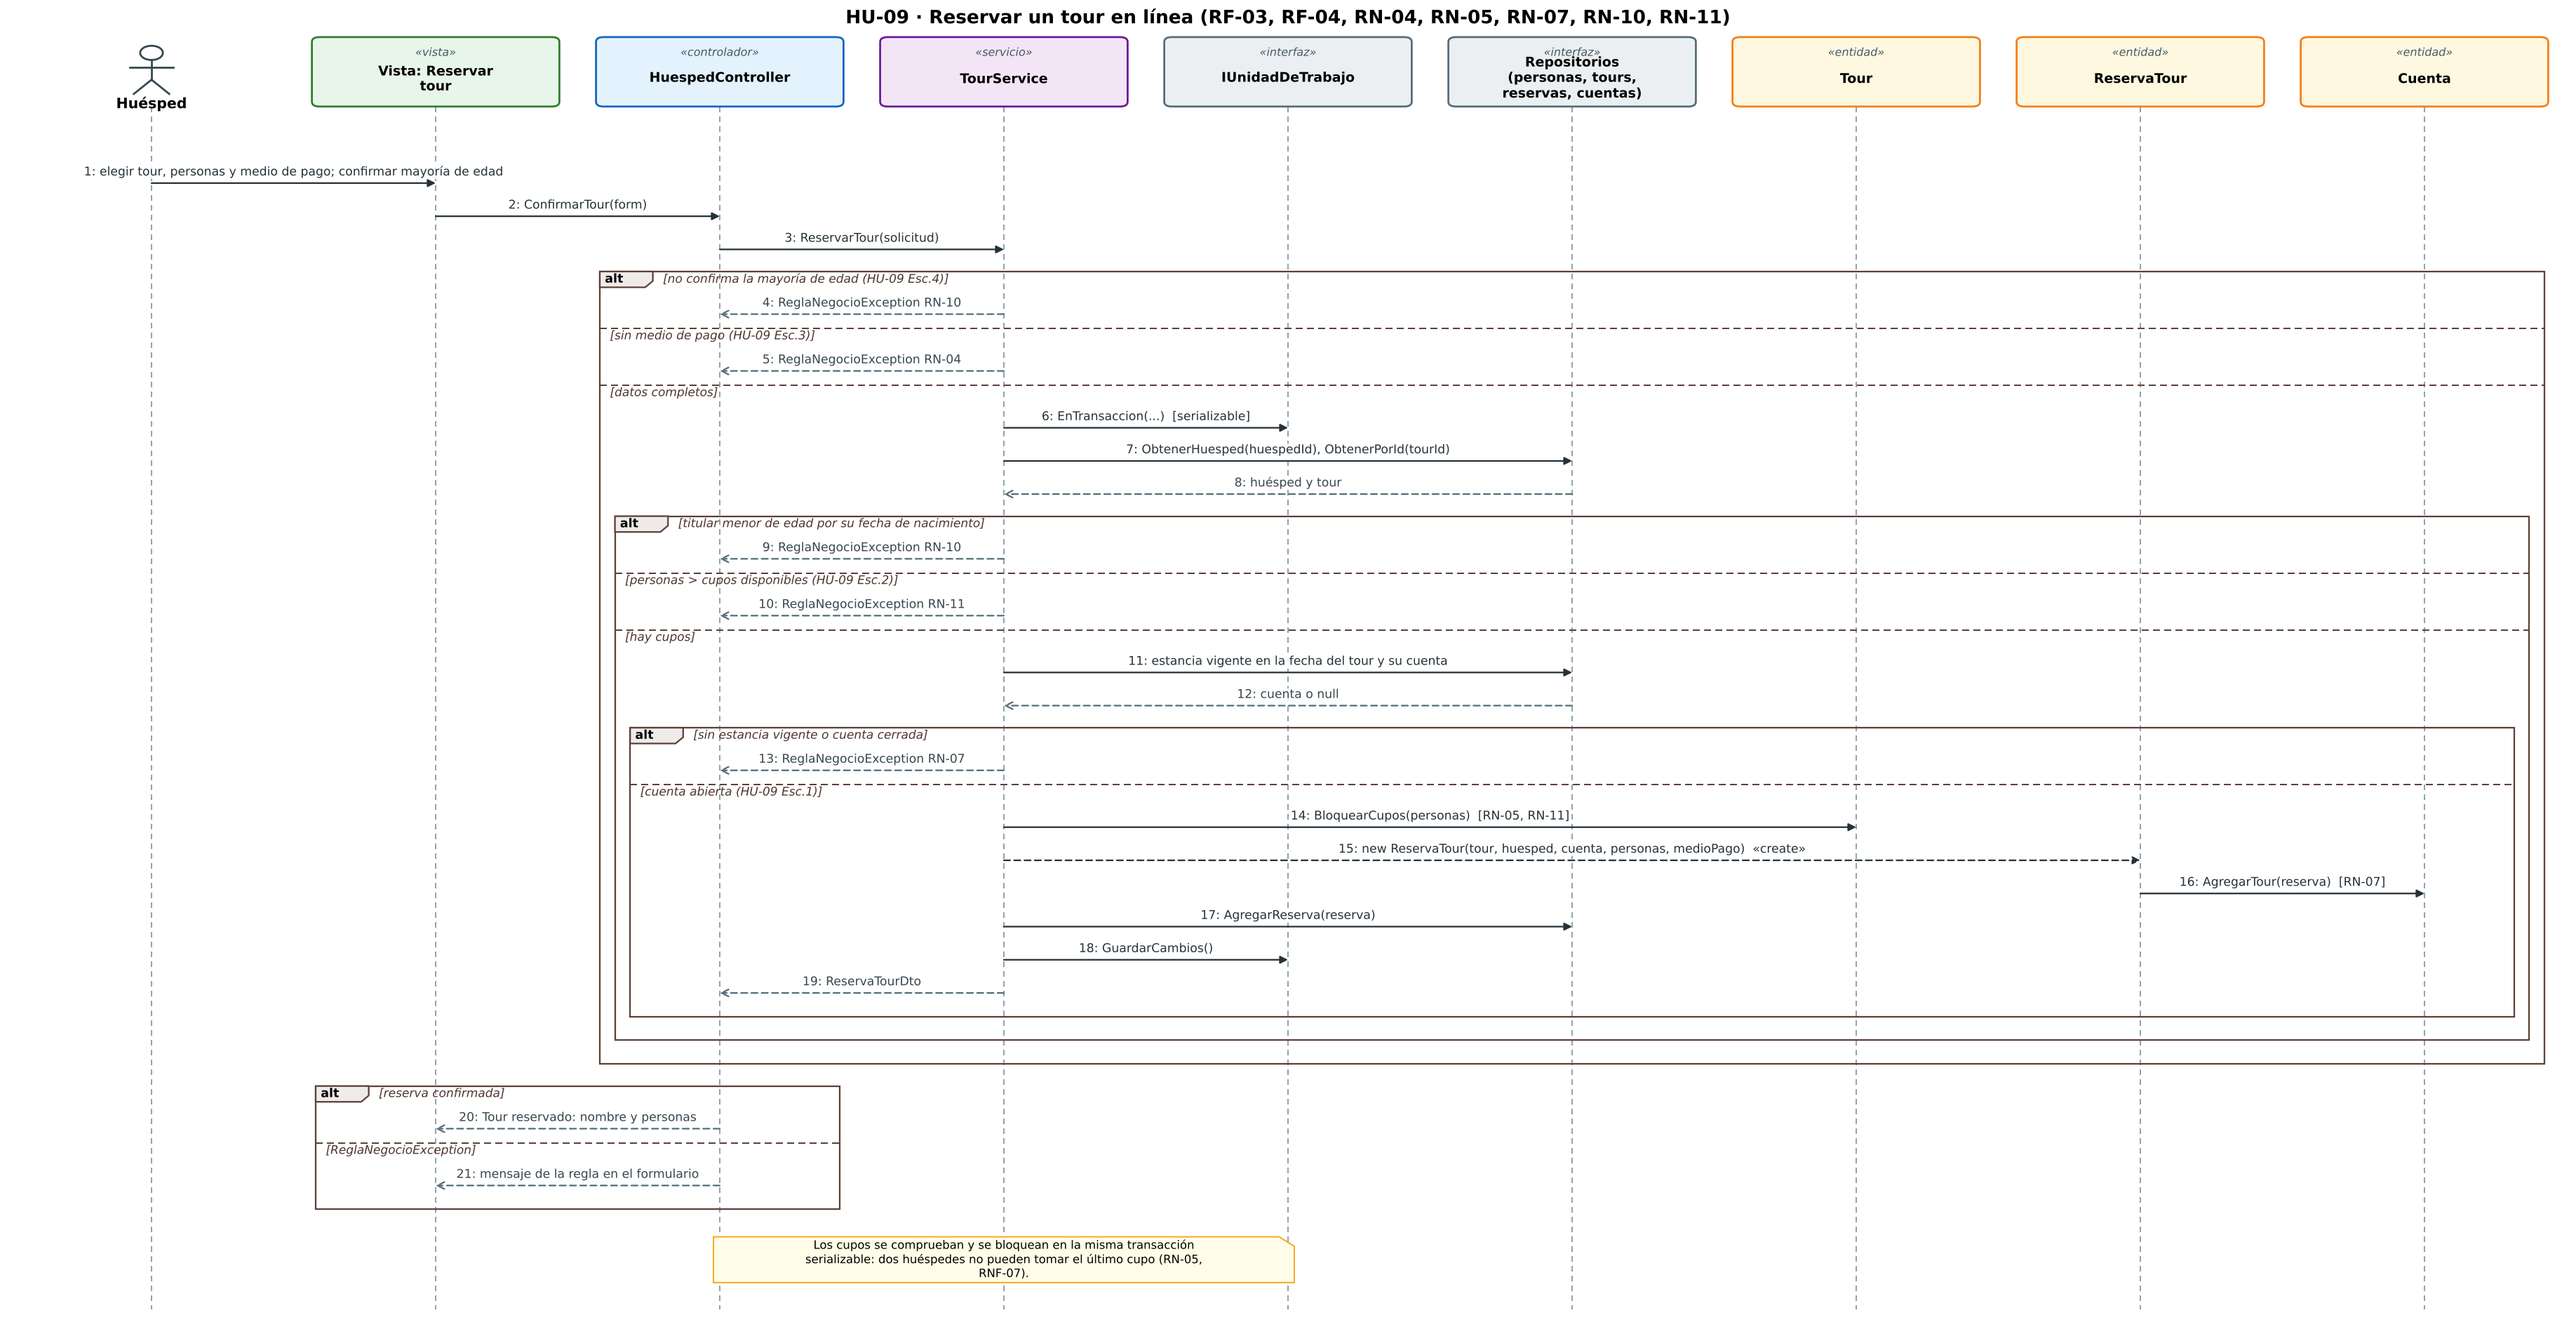 HU-09 · Reservar un tour en línea (RF-03, RF-04, RN-04, RN-05, RN-07, RN-10, RN-11)
Huésped
«vista»
Vista: Reservar
tour
«controlador»
HuespedController
«servicio»
TourService
«interfaz»
IUnidadDeTrabajo
«interfaz»
Repositorios
(personas, tours,
reservas, cuentas)
«entidad»
Tour
«entidad»
ReservaTour
«entidad»
Cuenta
1: elegir tour, personas y medio de pago; confirmar mayoría de edad
2: ConfirmarTour(form)
3: ReservarTour(solicitud)
alt [no confirma la mayoría de edad (HU-09 Esc.4)]
4: ReglaNegocioException RN-10
[sin medio de pago (HU-09 Esc.3)]
5: ReglaNegocioException RN-04
[datos completos]
6: EnTransaccion(...) [serializable]
7: ObtenerHuesped(huespedId), ObtenerPorId(tourId)
8: huésped y tour
alt [titular menor de edad por su fecha de nacimiento]
9: ReglaNegocioException RN-10
[personas > cupos disponibles (HU-09 Esc.2)]
10: ReglaNegocioException RN-11
[hay cupos]
11: estancia vigente en la fecha del tour y su cuenta
12: cuenta o null
alt [sin estancia vigente o cuenta cerrada]
13: ReglaNegocioException RN-07
[cuenta abierta (HU-09 Esc.1)]
14: BloquearCupos(personas) [RN-05, RN-11]
15: new ReservaTour(tour, huesped, cuenta, personas, medioPago) «create»
16: AgregarTour(reserva) [RN-07]
17: AgregarReserva(reserva)
18: GuardarCambios()
19: ReservaTourDto
alt [reserva confirmada]
20: Tour reservado: nombre y personas
[ReglaNegocioException]
21: mensaje de la regla en el formulario
Los cupos se comprueban y se bloquean en la misma transacción
serializable: dos huéspedes no pueden tomar el último cupo (RN-05,
RNF-07).